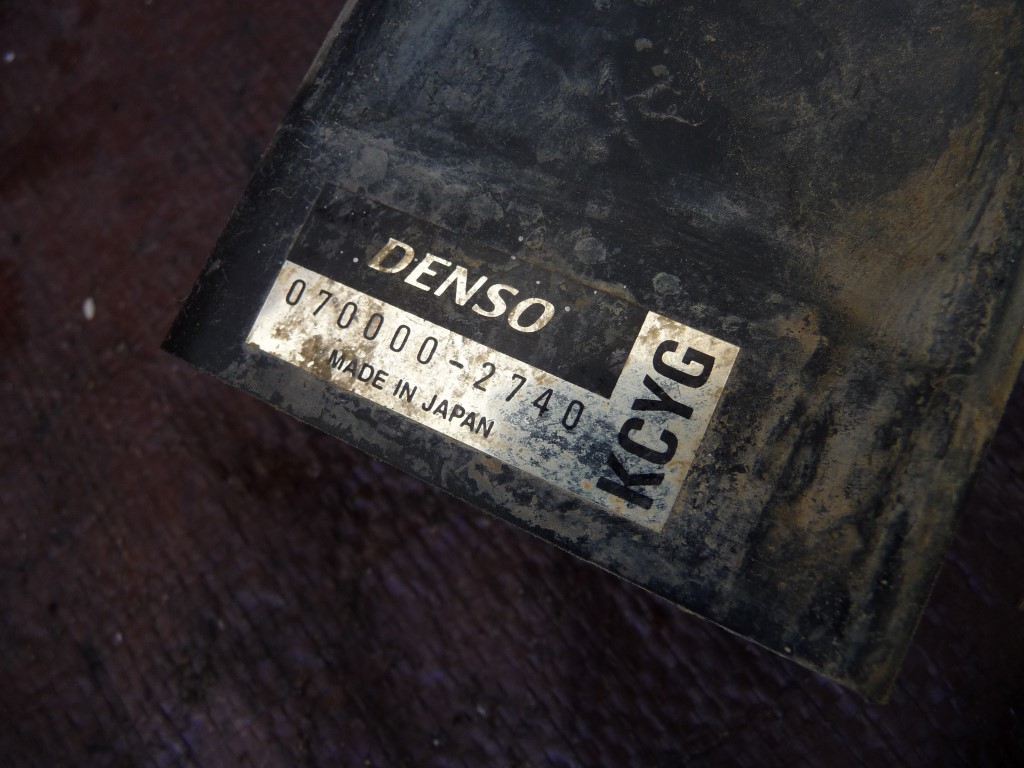 DENSO
070000-2740
MADE IN JAPAN
KCYG